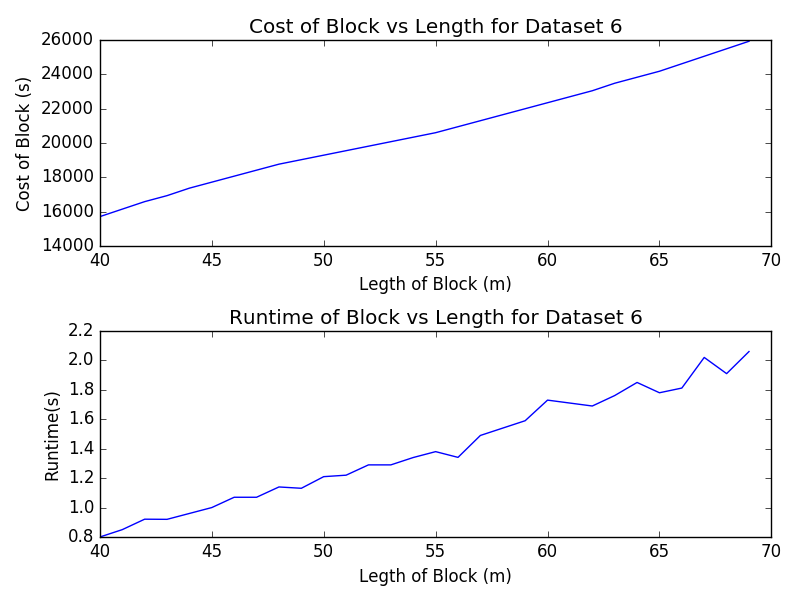 Cost of Block vs Length for Dataset 6
26000
24000
22000
20000
18000
16000
14000
Cost of Block (s)
40 45 50 55 60 65 70
Legth of Block (m)
Runtime of Block vs Length for Dataset 6
2.2
2.0
1.8
1.6
1.4
1.2
1.0
0.8
Runtime(s)
40 45 50 55 60 65 70
Legth of Block (m)